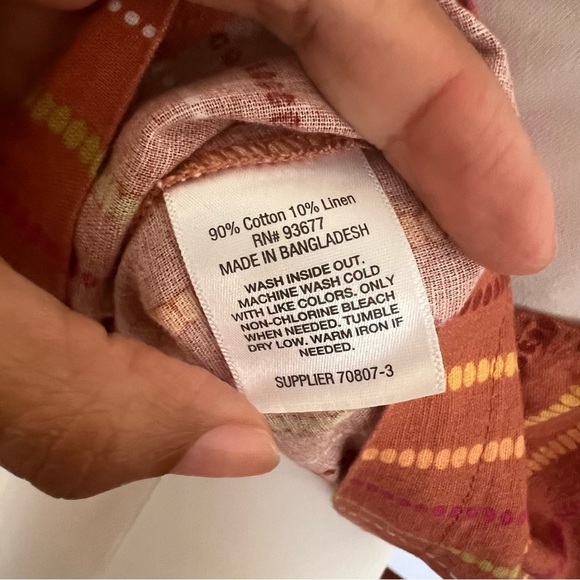 90% Cotton 10% Linen
RN# 93677
MADE IN BANGLADESH
WASH INSIDE OUT.
MACHINE WASH COLD
WITH LIKE COLORS. ONLY
NON-CHLORINE BLEACH
WHEN NEEDED. TUMBLE
DRY LOW. WARM IRON IF
NEEDED.
SUPPLIER 70807-3